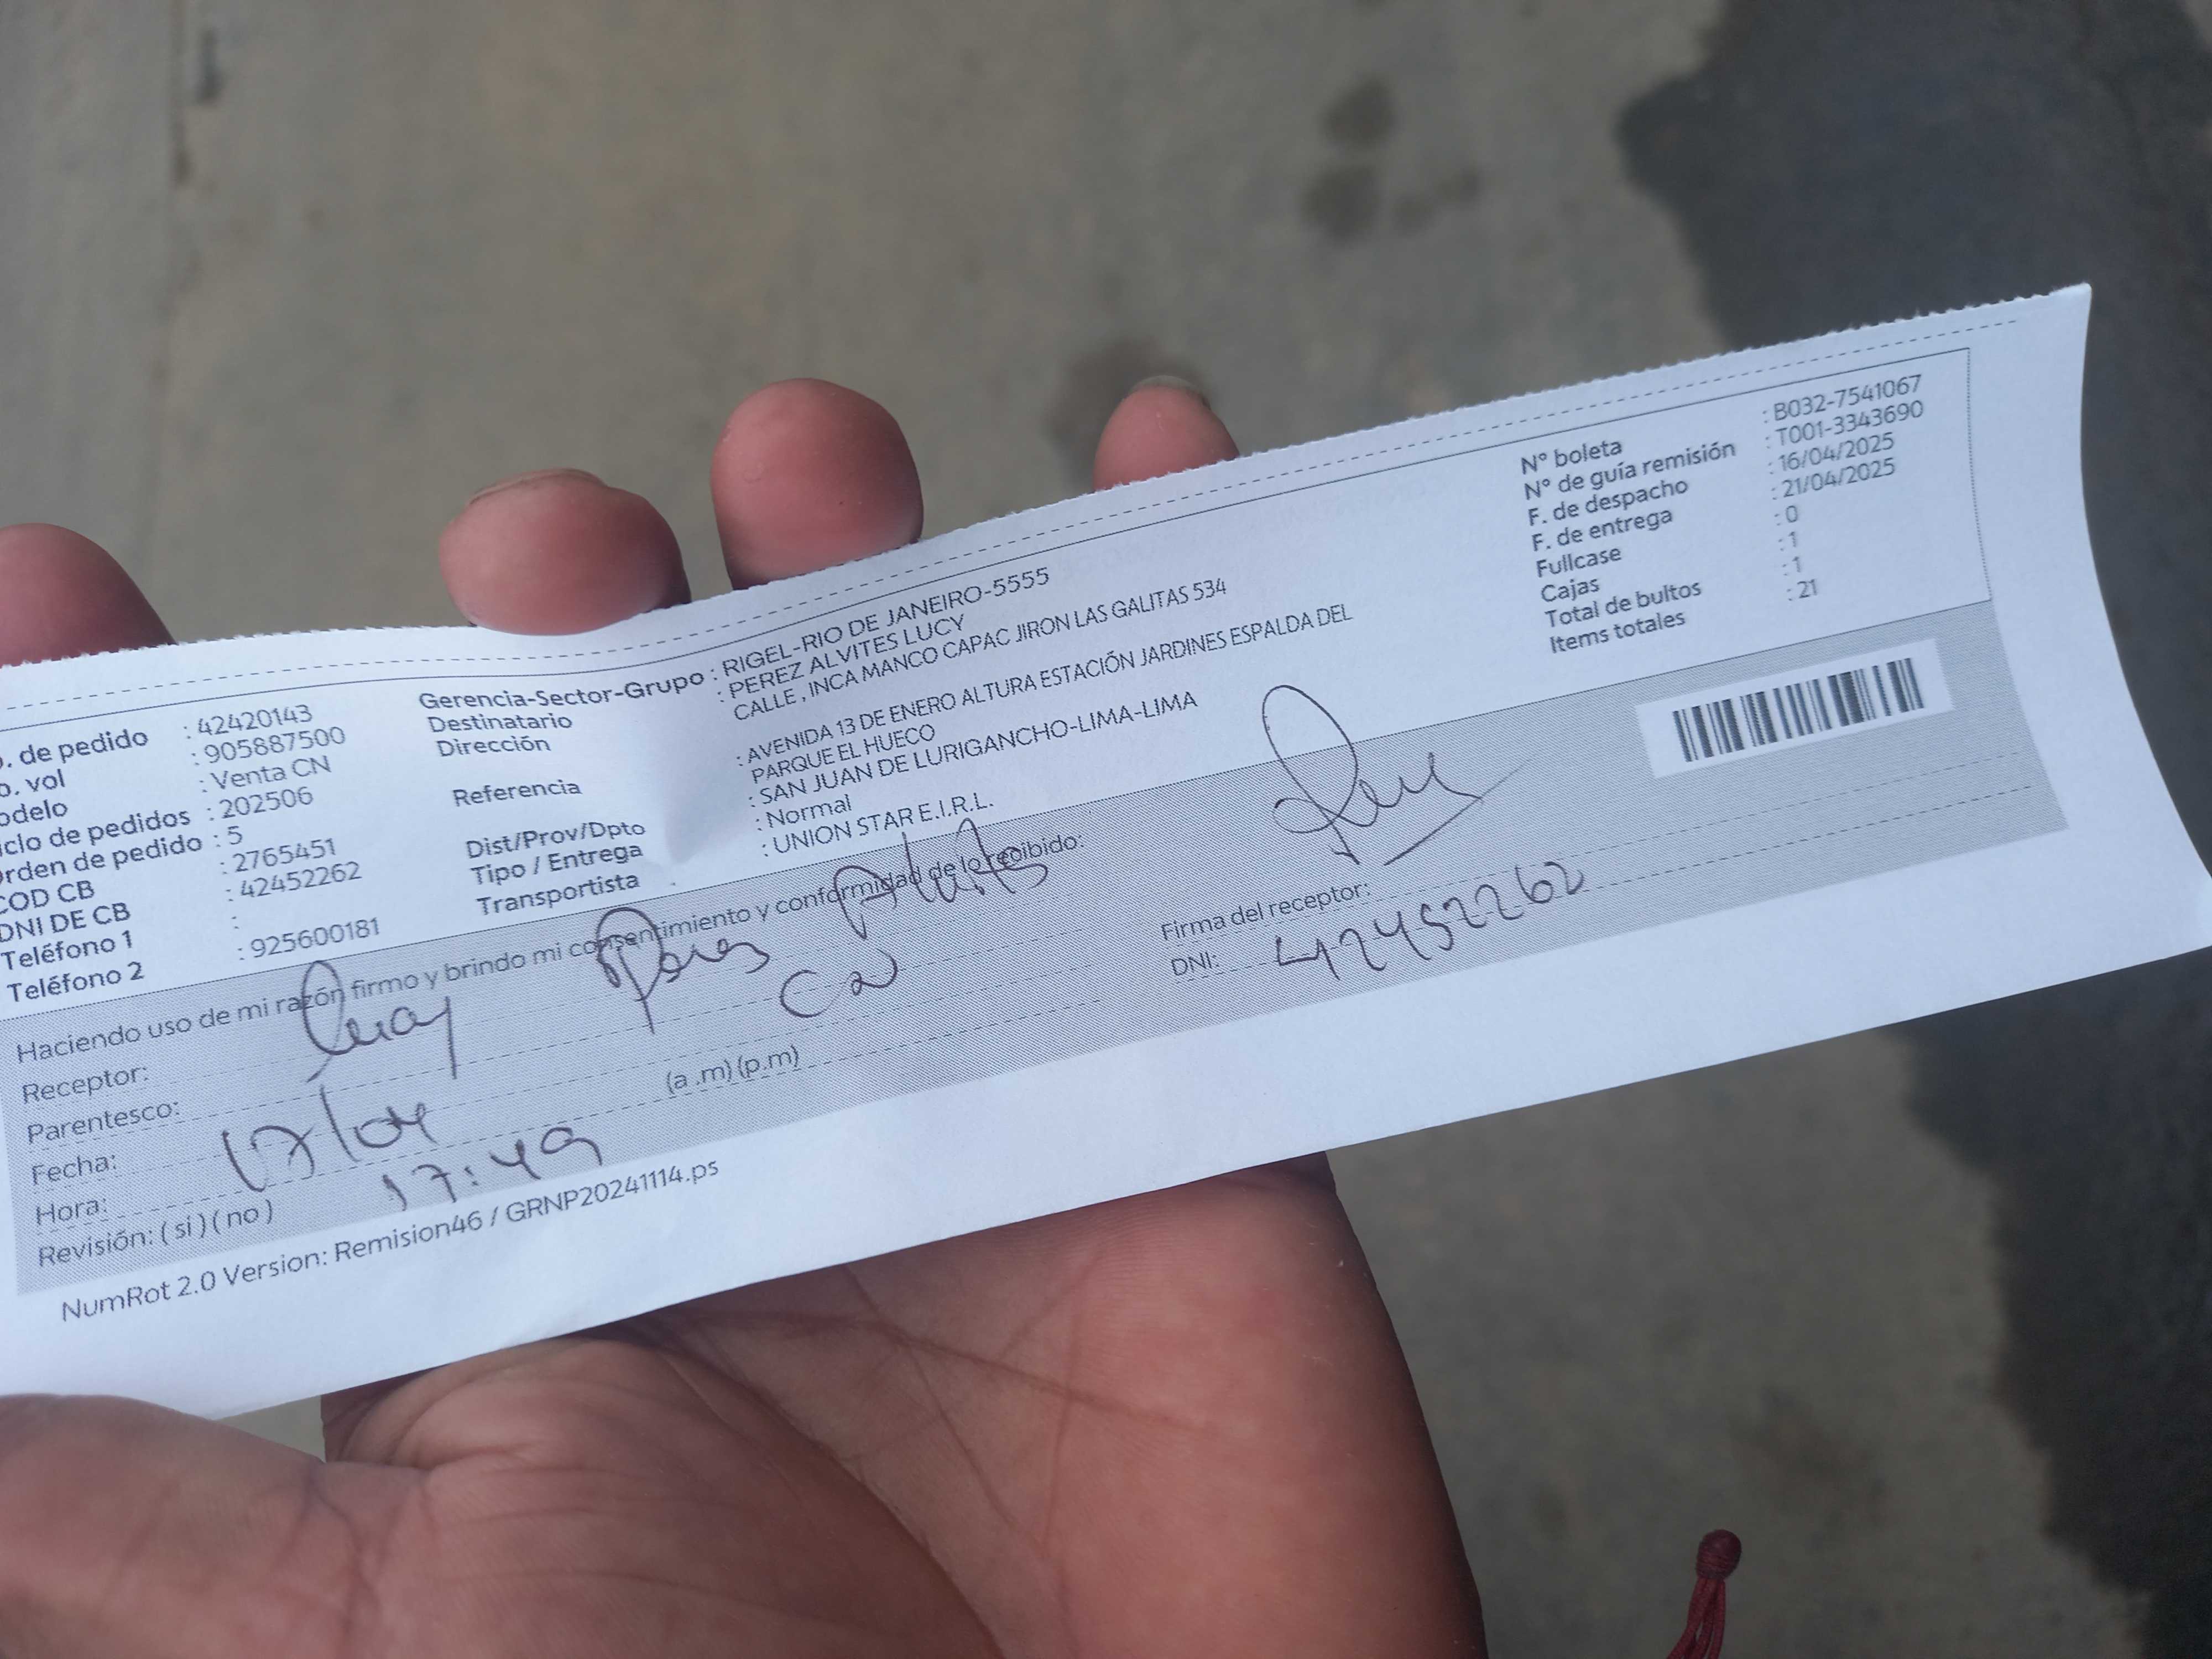 . de pedido : 42420143
o. vol : 905887500
odelo : Venta CN
iclo de pedidos : 202506
rden de pedido : 5
COD CB : 2765451
DNI DE CB : 42452262
Teléfono 1 :
Teléfono 2 : 925600181
Gerencia-Sector-Grupo : RIGEL-RIO DE JANEIRO-5555
Destinatario : PEREZ ALVITES LUCY
Dirección CALLE , INCA MANCO CAPAC JIRON LAS GALITAS 534
Referencia : AVENIDA 13 DE ENERO ALTURA ESTACIÓN JARDINES ESPALDA DEL
PARQUE EL HUECO
Dist/Prov/Dpto : SAN JUAN DE LURIGANCHO-LIMA-LIMA
Tipo / Entrega : Normal
Transportista : UNION STAR E.I.R.L.
N° boleta : B032-7541067
N° de guía remisión : T001-3343690
F. de despacho : 16/04/2025
F. de entrega : 21/04/2025
Fullcase : 0
Cajas : 1
Total de bultos : 1
Items totales : 21
Haciendo uso de mi razón firmo y brindo mi consentimiento y conformidad de lo recibido:
Receptor: Lucy Perez Alvites
Parentesco:
Fecha: 17/04
Hora: 17:49 (a .m) (p.m)
Revisión: ( si ) ( no )
Firma del receptor:
DNI: 42452262
NumRot 2.0 Version: Remision46 / GRNP20241114.ps